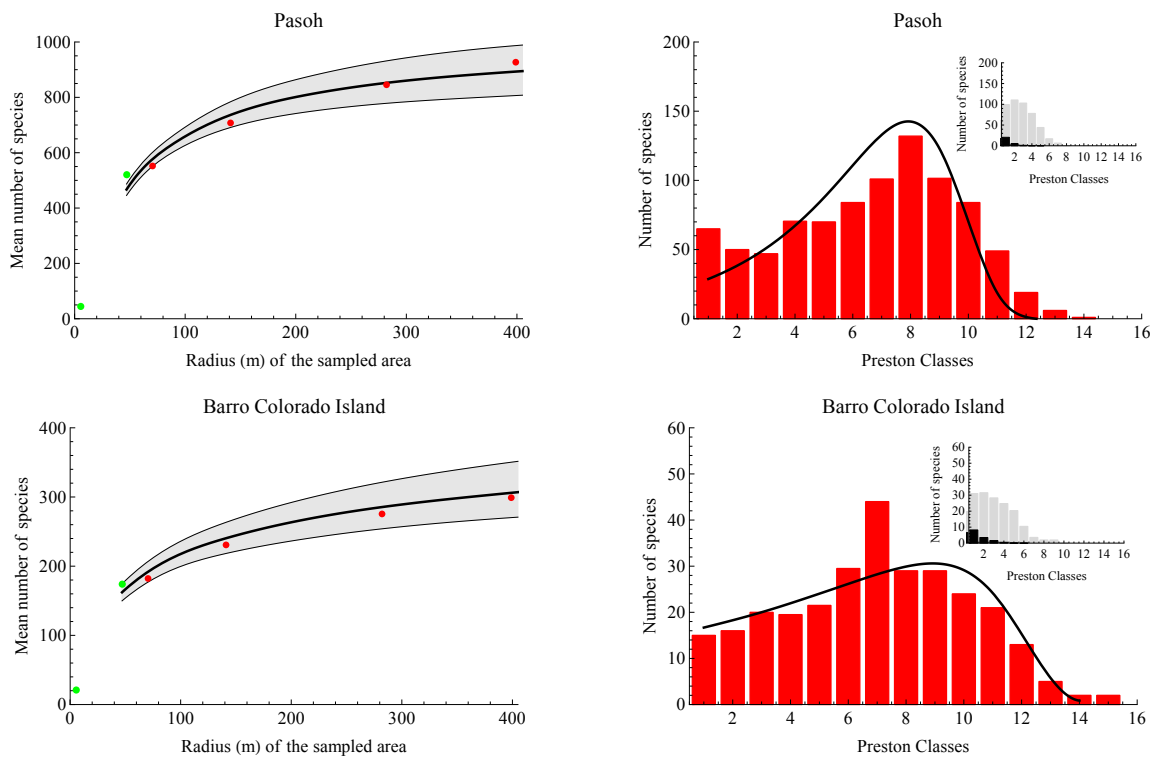 Pasoh
Mean number of species
1000
800
600
400
200
0
0 100 200 300 400
Radius (m) of the sampled area
Pasoh
Number of species
200
150
100
50
0
2 4 6 8 10 12 14 16
Preston Classes
Number of species
200
150
100
50
0
2 4 6 8 10 12 14 16
Preston Classes
Barro Colorado Island
Mean number of species
400
300
200
100
0
0 100 200 300 400
Radius (m) of the sampled area
Barro Colorado Island
Number of species
60
50
40
30
20
10
0
2 4 6 8 10 12 14 16
Preston Classes
Number of species
60
50
40
30
20
10
0
2 4 6 8 10 12 14 16
Preston Classes